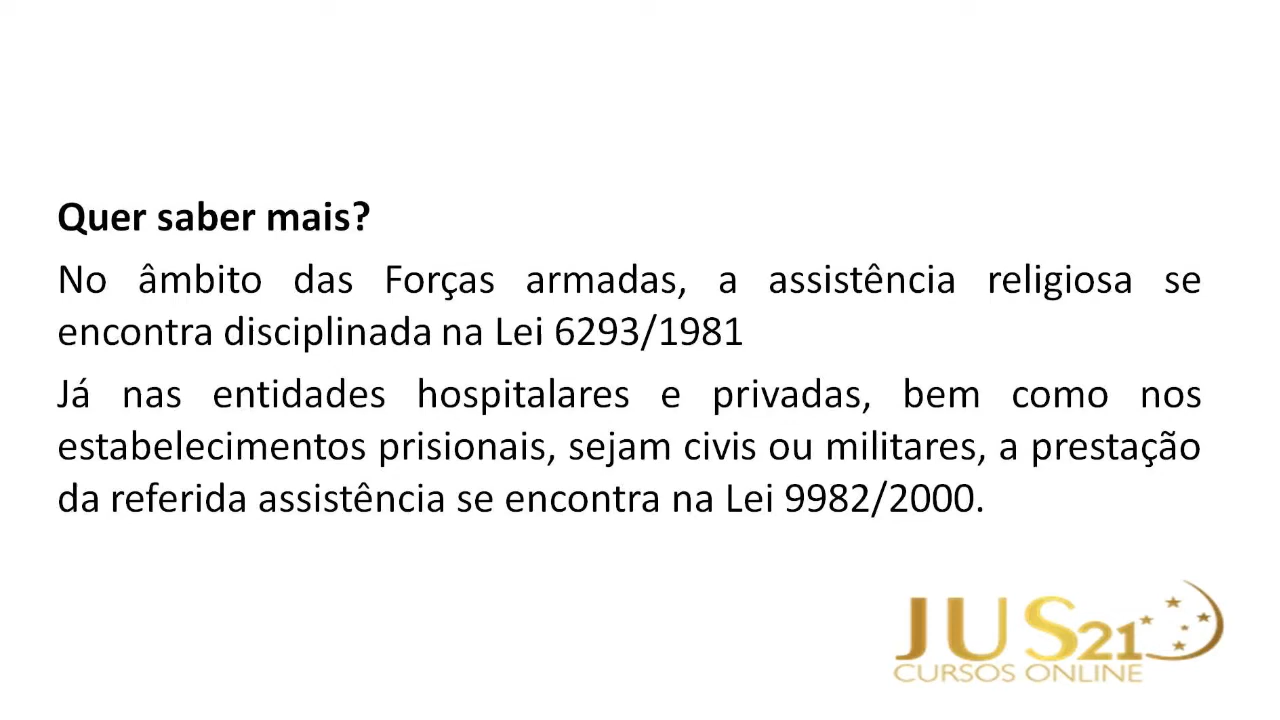 Quer saber mais?
No âmbito das Forças armadas, a assistência religiosa se
encontra disciplinada na Lei 6293/1981
Já nas entidades hospitalares e privadas, bem como nos
estabelecimentos prisionais, sejam civis ou militares, a prestação
da referida assistência se encontra na Lei 9982/2000.
JUS21
CURSOS ONLINE